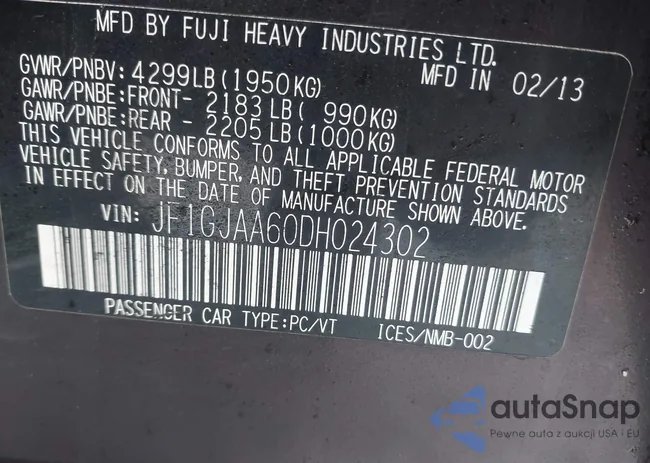 MFD BY FUJI HEAVY INDUSTRIES LTD.
GVWR/PNBV: 4299LB(1950KG) MFD IN 02/13
GAWR/PNBE:FRONT- 2183 LB( 990KG)
GAWR/PNBE:REAR - 2205 LB(1000KG)
THIS VEHICLE CONFORMS TO ALL APPLICABLE FEDERAL MOTOR
VEHICLE SAFETY, BUMPER, AND THEFT PREVENTION STANDARDS
IN EFFECT ON THE DATE OF MANUFACTURE SHOWN ABOVE.
VIN: JF1GJAA60DH024302
PASSENGER CAR TYPE:PC/VT ICES/NMB-002
autoSnap
Pewne auta z aukcji USA i EU